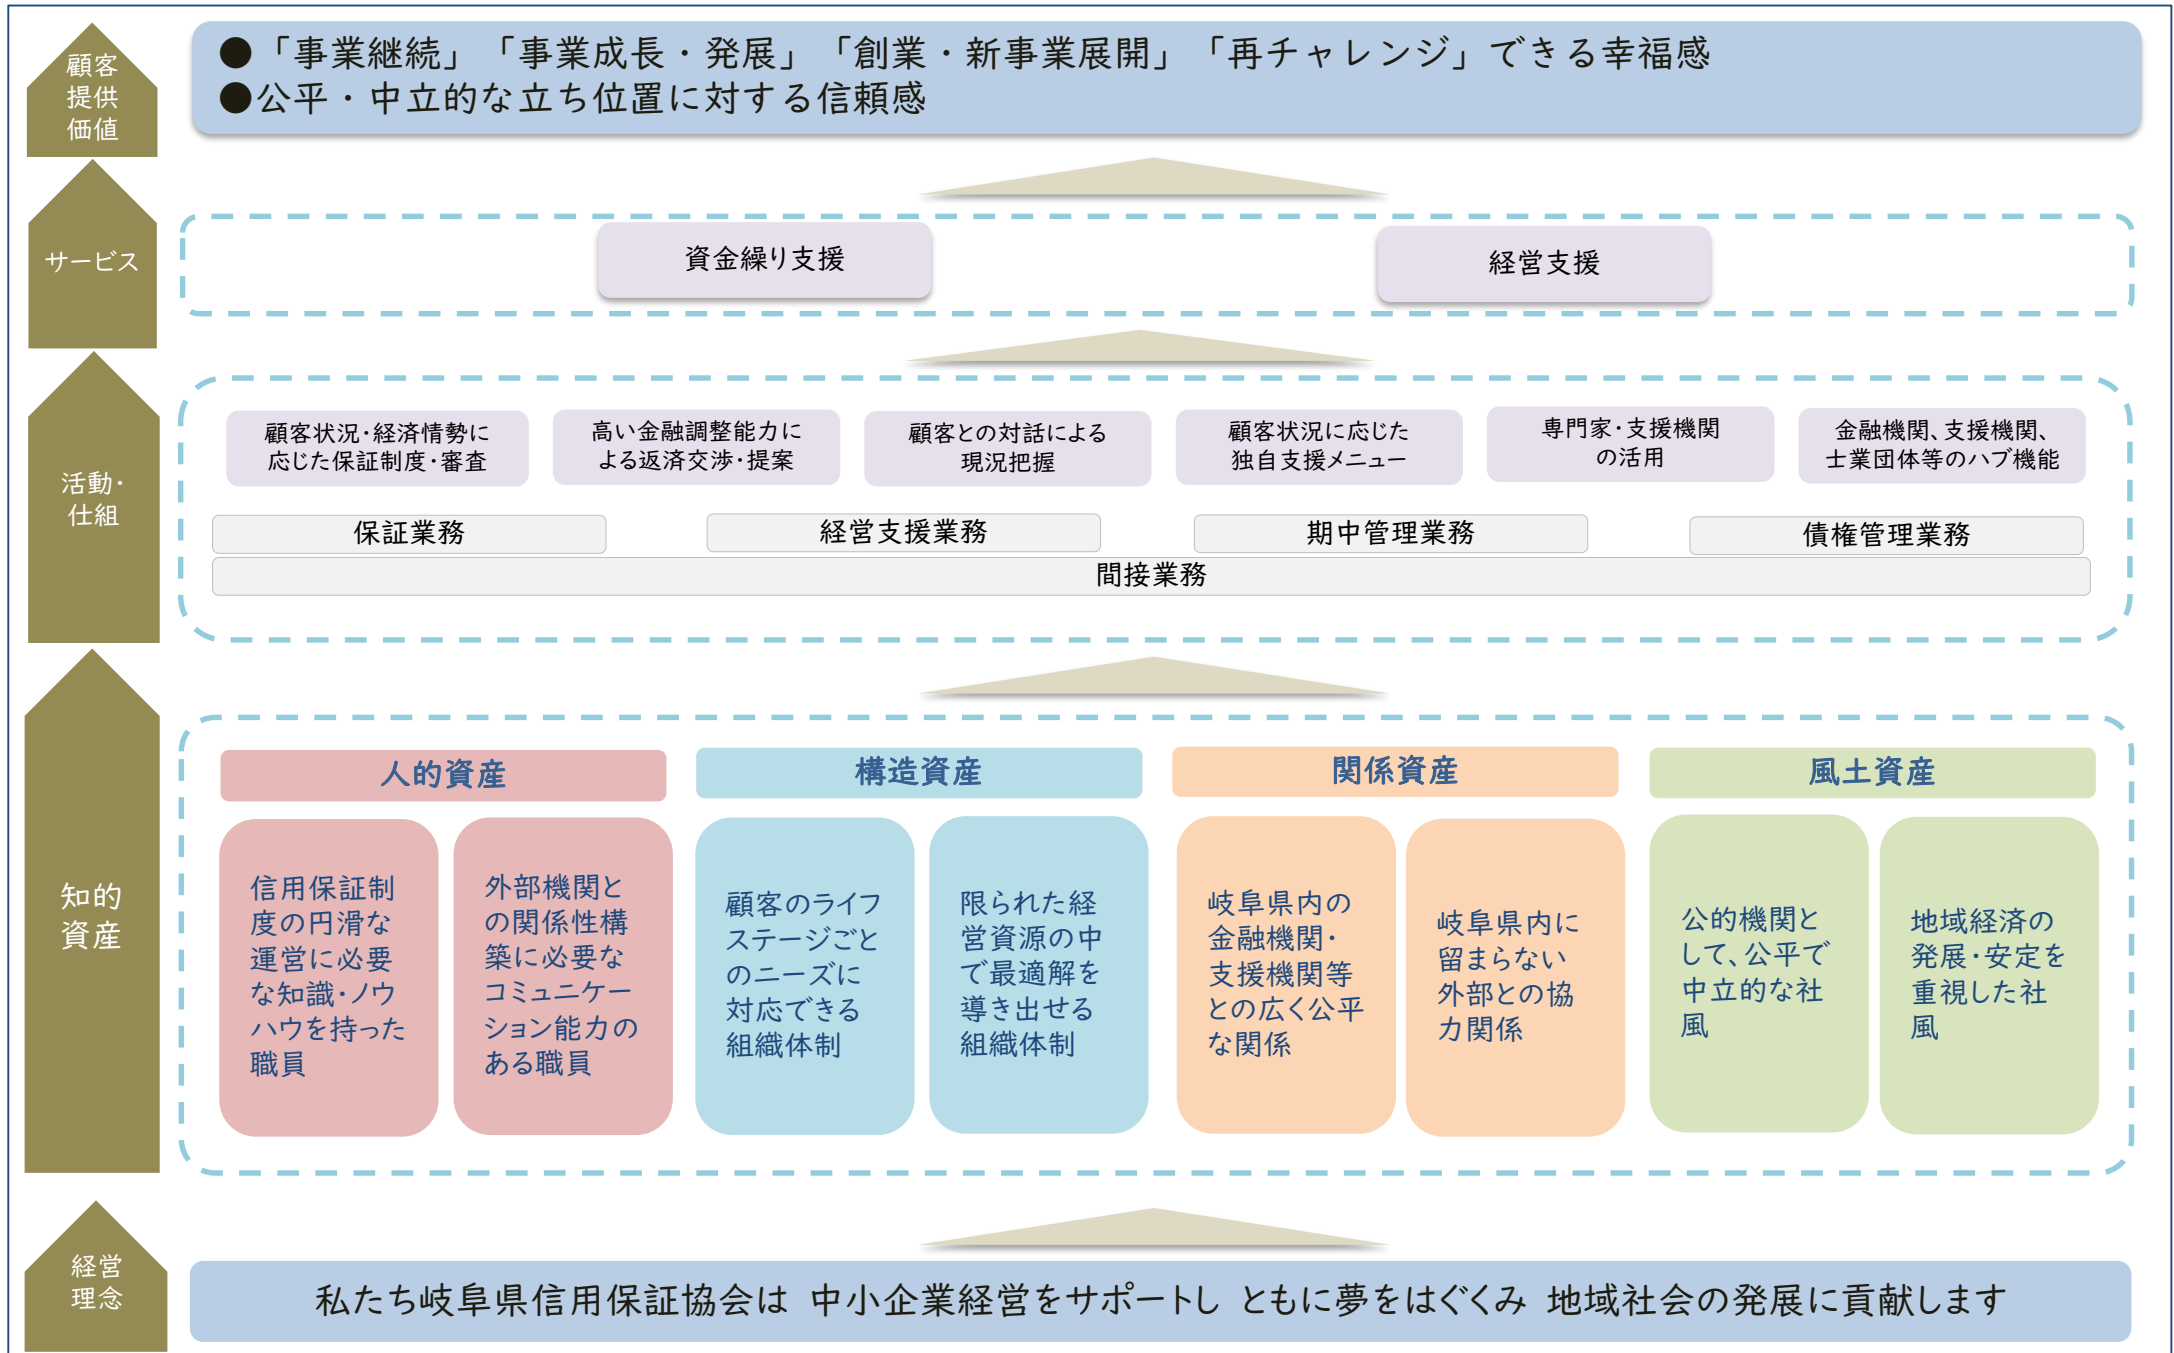 顧客
提供
価値
●「事業継続」「事業成長・発展」「創業・新事業展開」「再チャレンジ」できる幸福感
●公平・中立的な立ち位置に対する信頼感
サービス
資金繰り支援
経営支援
活動・
仕組
顧客状況・経済情勢に
応じた保証制度・審査
高い金融調整能力に
よる返済交渉・提案
顧客との対話による
現況把握
顧客状況に応じた
独自支援メニュー
専門家・支援機関
の活用
金融機関、支援機関、
士業団体等のハブ機能
保証業務
経営支援業務
期中管理業務
債権管理業務
間接業務
知的
資産
人的資産
構造資産
関係資産
風土資産
信用保証制
度の円滑な
運営に必要
な知識・ノウ
ハウを持った
職員
外部機関と
の関係性構
築に必要な
コミュニケー
ション能力の
ある職員
顧客のライフ
ステージごと
のニーズに
対応できる
組織体制
限られた経
営資源の中
で最適解を
導き出せる
組織体制
岐阜県内の
金融機関・
支援機関等
との広く公平
な関係
岐阜県内に
留まらない
外部との協
力関係
公的機関と
して、公平で
中立的な社
風
地域経済の
発展・安定を
重視した社
風
経営
理念
私たち岐阜県信用保証協会は 中小企業経営をサポートし ともに夢をはぐくみ 地域社会の発展に貢献します